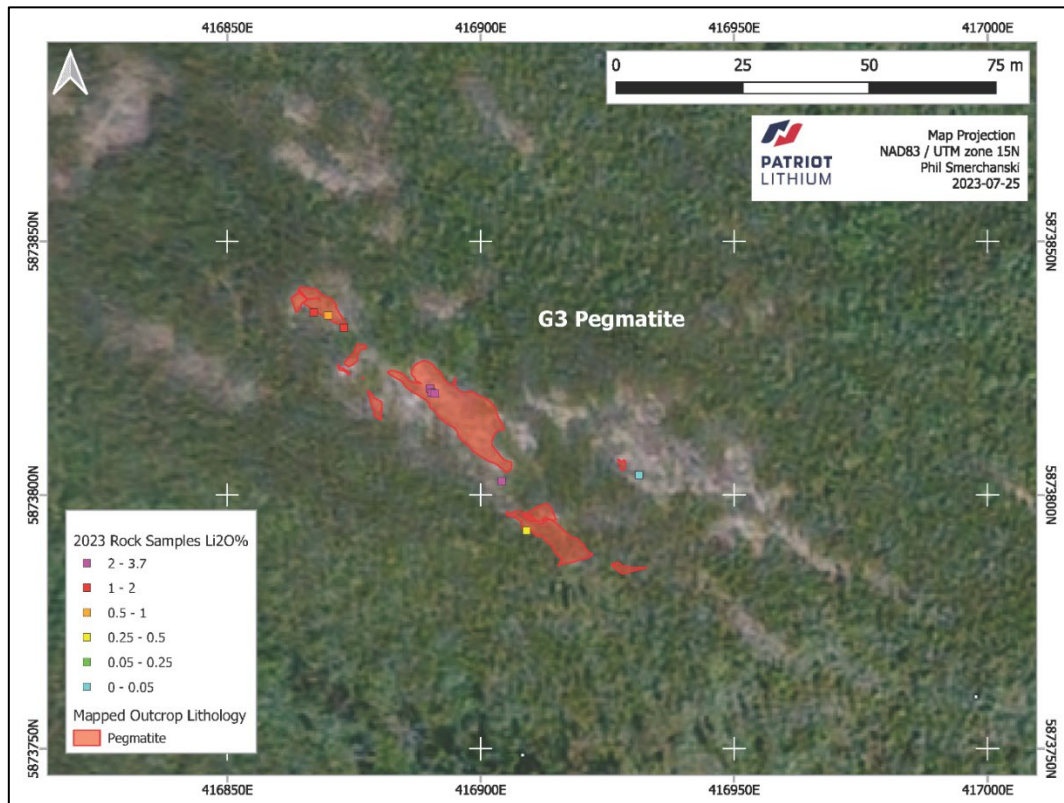 416850E
416900E
416950E
417000E
0
25
50
75 m
PATRIOT
LITHIUM
Map Projection
NAD83 / UTM zone 15N
Phil Smerchanski
2023-07-25
5873850N
5873850N
G3 Pegmatite
5873800N
5873800N
2023 Rock Samples Li2O%
2 - 3.7
1 - 2
0.5 - 1
0.25 - 0.5
0.05 - 0.25
0 - 0.05
Mapped Outcrop Lithology
Pegmatite
5873750N
5873750N
416850E
416900E
416950E
417000E